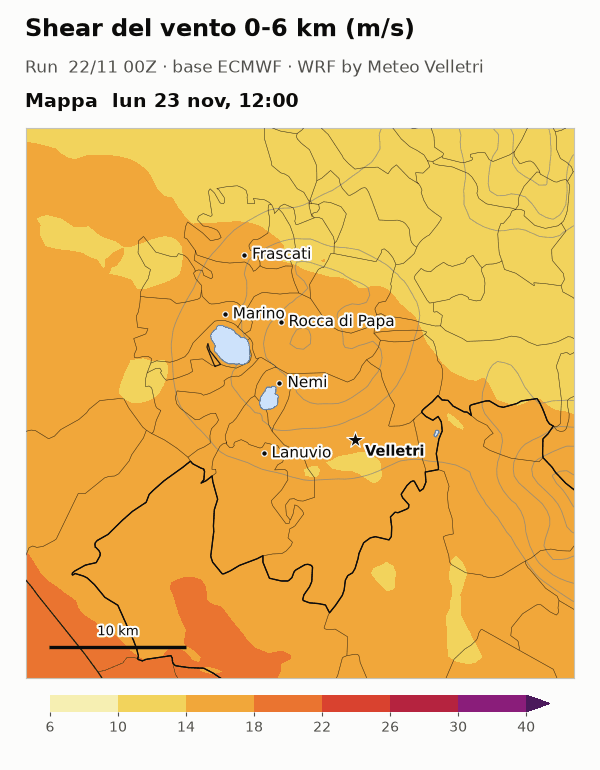 Shear del vento 0-6 km (m/s)
Run 22/11 00Z · base ECMWF · WRF by Meteo Velletri
Mappa lun 23 nov, 12:00
Frascati
Marino
Rocca di Papa
Nemi
Velletri
Lanuvio
10 km
6 10 14 18 22 26 30 40